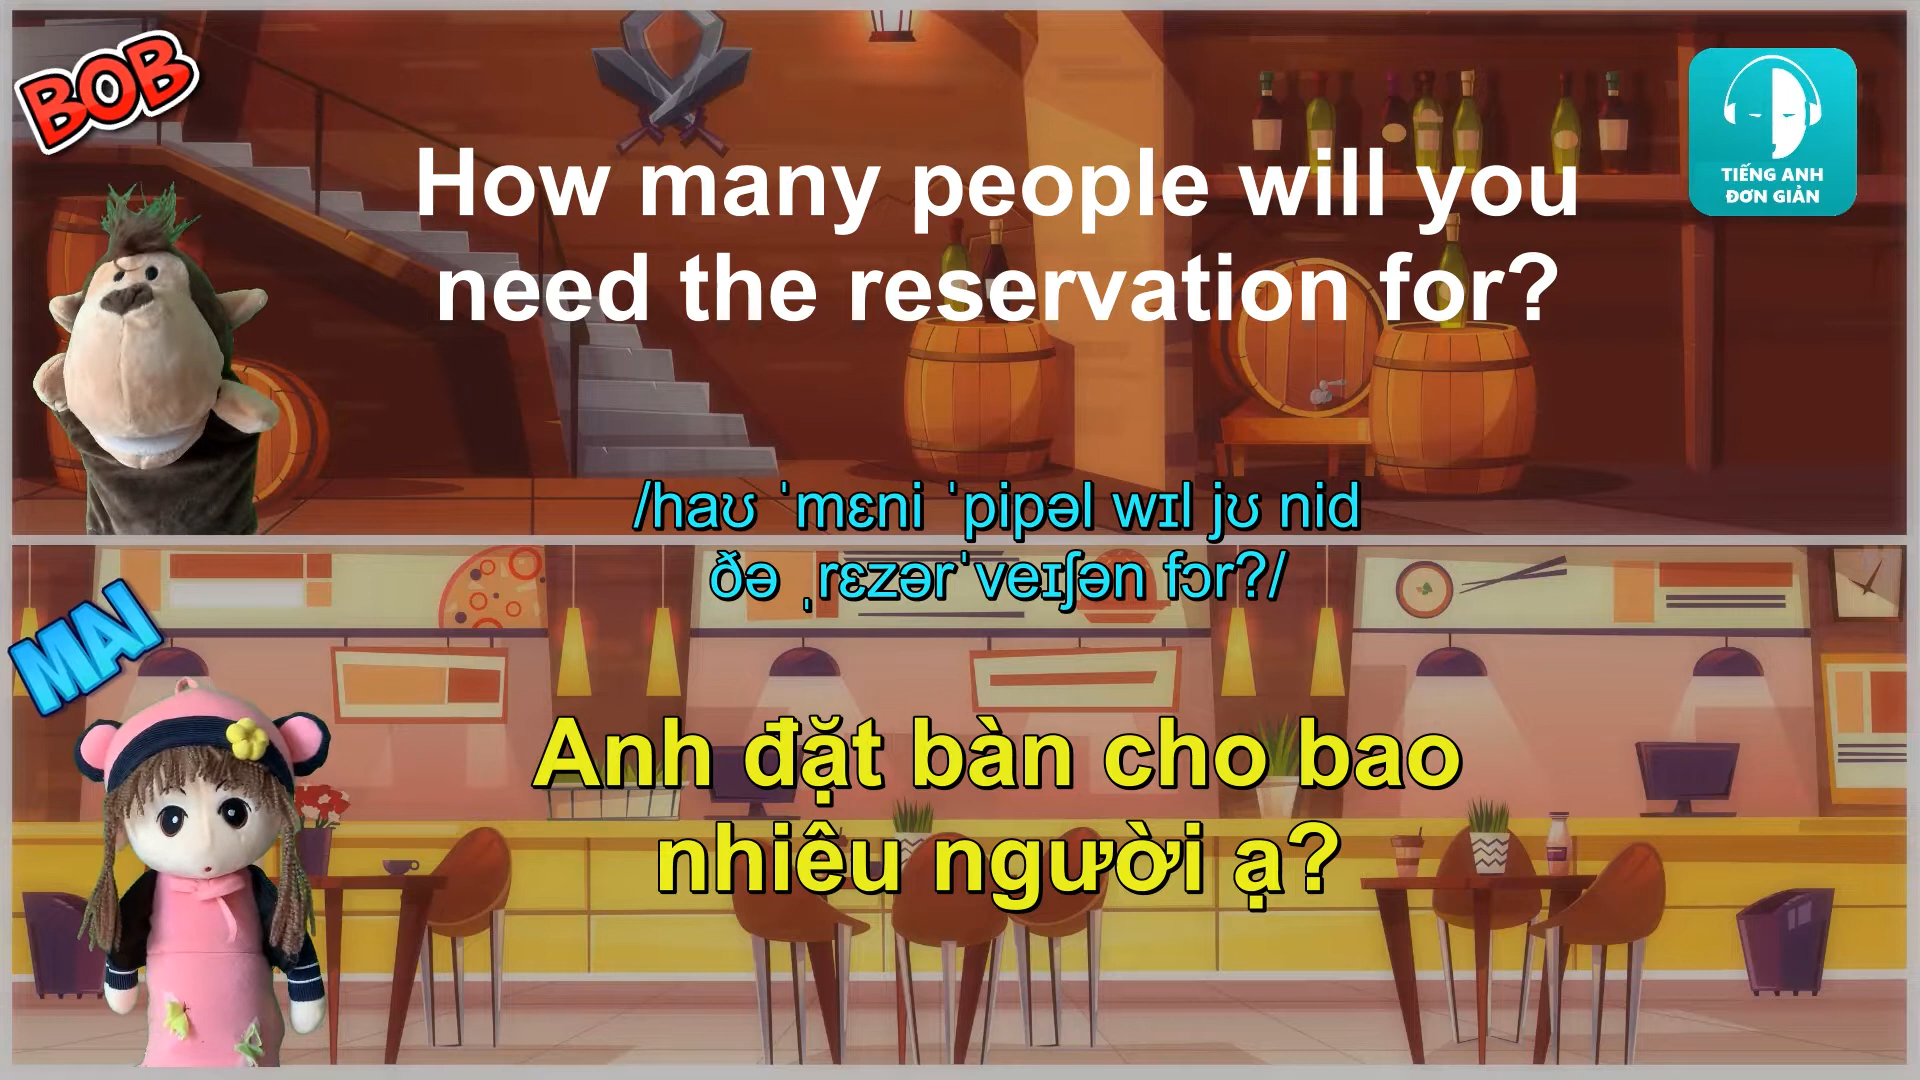 BOB
TIẾNG ANH
ĐƠN GIẢN
How many people will you
need the reservation for?
/haʊ ˈmɛni ˈpipəl wɪl jʊ nid
ðə ˌrɛzərˈveɪʃən fɔr?/
MAI
Anh đặt bàn cho bao
nhiêu người ạ?